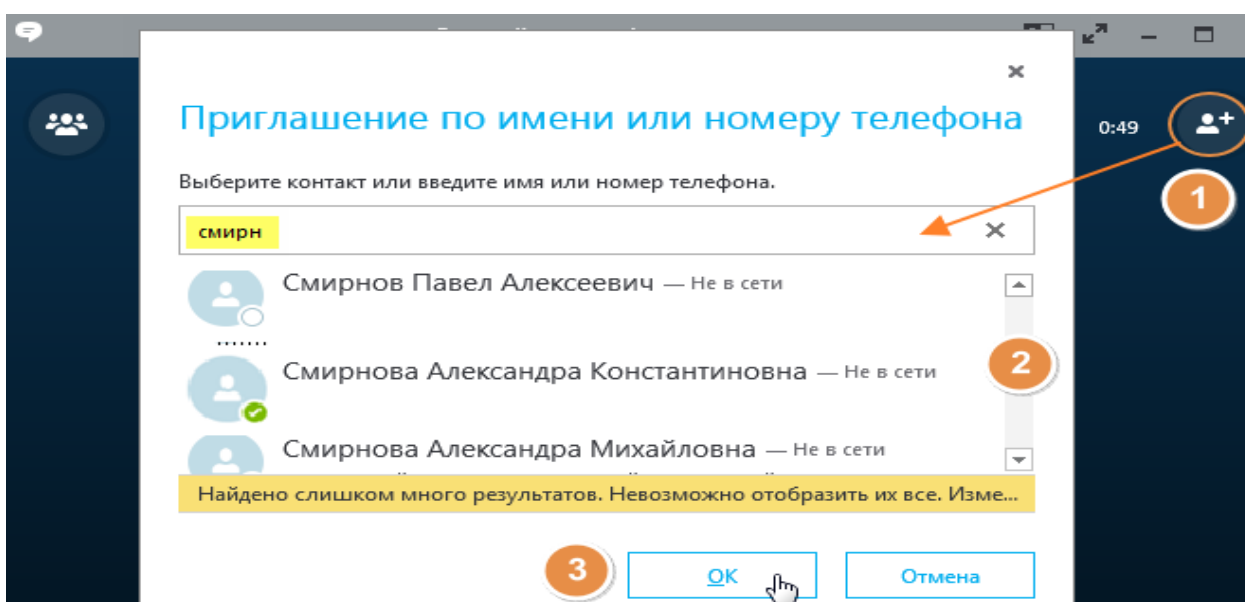 Приглашение по имени или номеру телефона
0:49
1
Выберите контакт или введите имя или номер телефона.
смирн
Смирнов Павел Алексеевич — Не в сети
.......
Смирнова Александра Константиновна — Не в сети
2
Смирнова Александра Михайловна — Не в сети
Найдено слишком много результатов. Невозможно отобразить их все. Изме...
3
ОК
Отмена